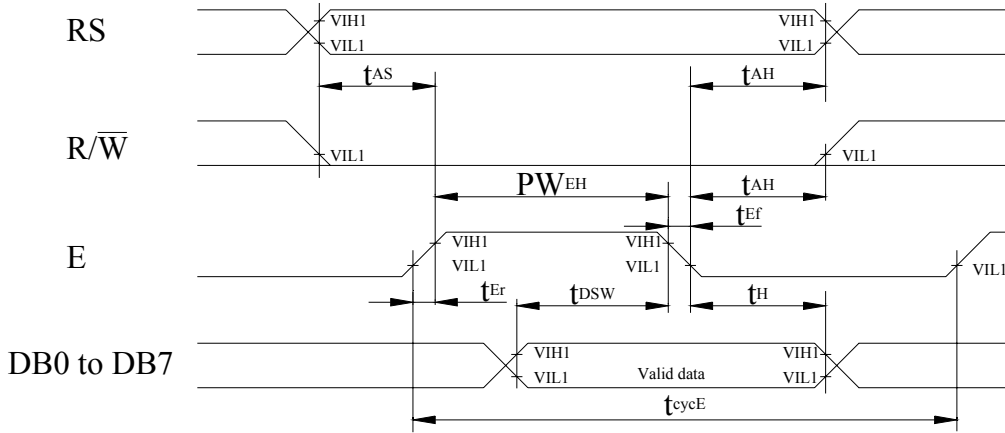 RS
VIH1
VIL1
VIH1
VIL1
tAS
tAH
R/W̅
VIL1
VIL1
PWEH
tAH
tEf
E
VIH1
VIL1
VIH1
VIL1
VIL1
tEr
tDSW
tH
DB0 to DB7
VIH1
VIL1
Valid data
VIH1
VIL1
tcycE